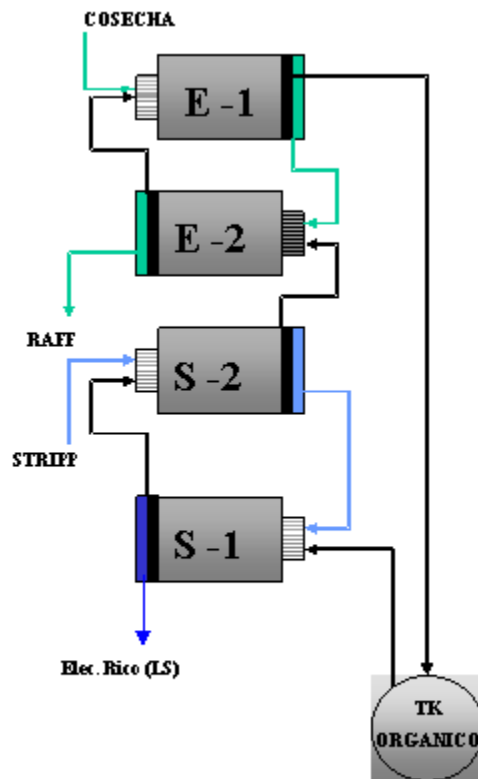 COSECHA
E -1
E -2
RAFF
S -2
STRIPP
S -1
Elec. Rico (LS)
TK
ORGANICO